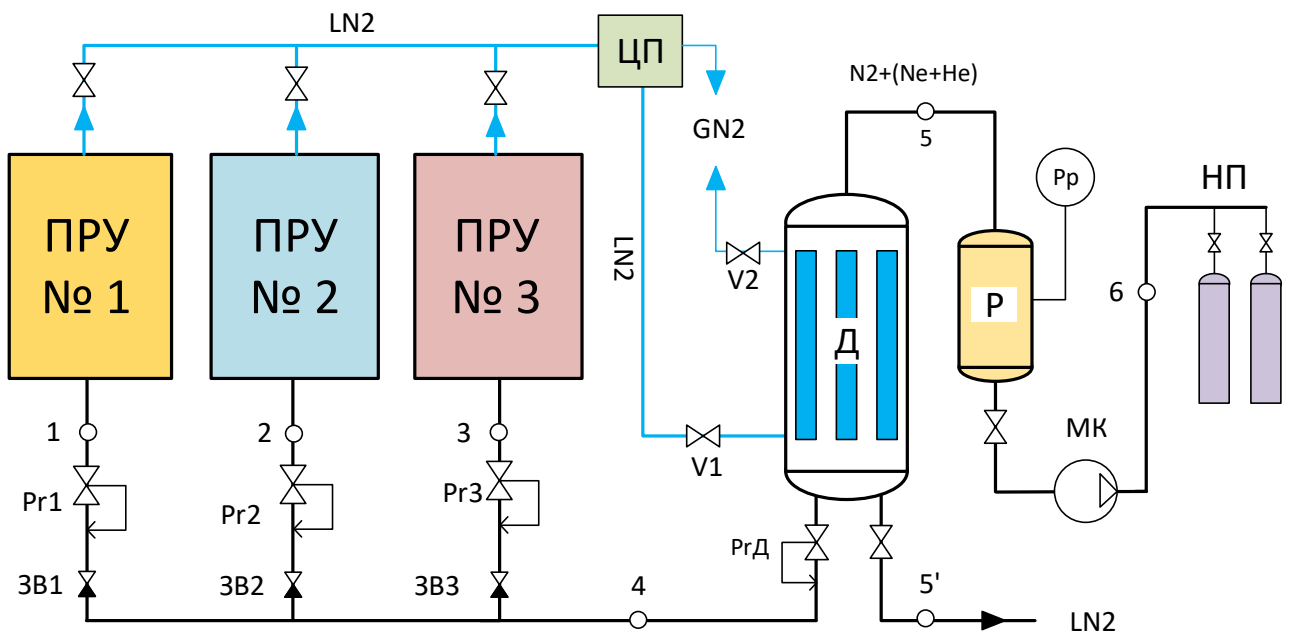 LN2
ЦП
N2+(Ne+He)
5
GN2
Pp
НП
ПРУ
№ 1
ПРУ
№ 2
ПРУ
№ 3
LN2
V2
Д
Р
6
1
2
3
V1
МК
Pr1
Pr2
Pr3
PrД
ЗВ1
ЗВ2
ЗВ3
4
5'
LN2